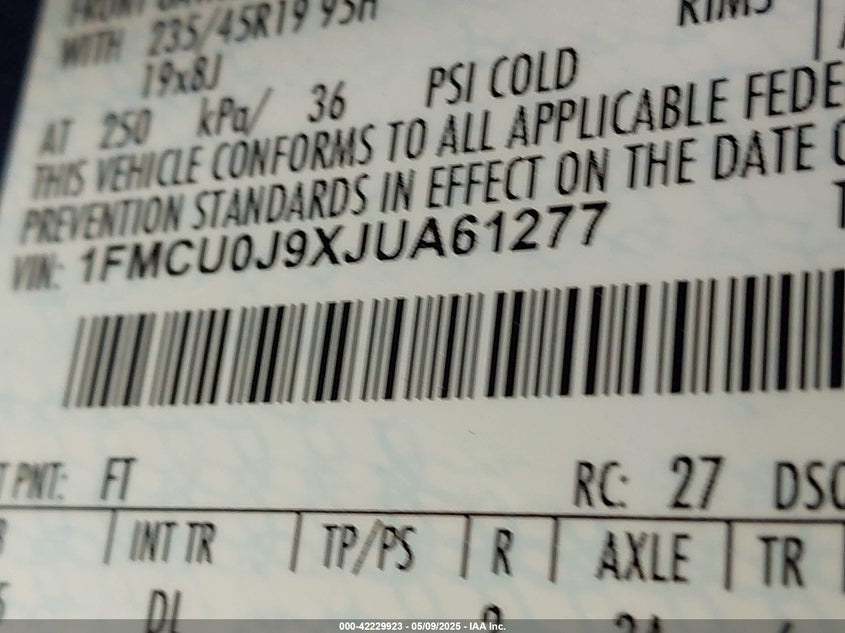 WITH 235/45R19 95H RIMS
19x8J
AT 250 kPa/ 36 PSI COLD
THIS VEHICLE CONFORMS TO ALL APPLICABLE FEDE
PREVENTION STANDARDS IN EFFECT ON THE DATE O
VIN: 1FMCU0J9XJUA61277
T PNT: FT RC: 27 DSO
INT TR TP/PS R AXLE TR
DL
000-42229923 - 05/09/2025 - IAA Inc.